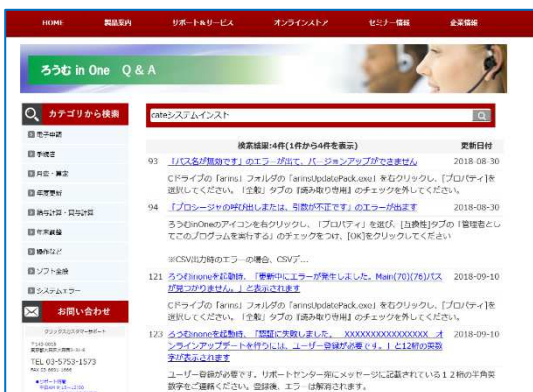 HOME 製品案内 サポート&サービス オンラインストア セミナー情報 企業情報
ろうむ in One Q & A
カテゴリから検索
cateシステムインスト
電子申請
手続き
月変・算定
年度更新
給与計算・賞与計算
年末調整
操作など
ソフト全般
システムエラー
お問い合わせ
TEL 03-5753-1573
検索結果:4件(1件から4件を表示) 更新日付
93 「パス名が無効です」のエラーが出て、バージョンアップができません 2018-08-30
Cドライブの「arins」フォルダの「arinsUpdatePack.exe」を右クリックし、[プロパティ]を
選択してください。「全般」タブの「読み取り専用」のチェックを外してください。
94 「プロシージャの呼び出しまたは、引数が不正です」のエラーが出ます 2018-08-30
ろうむinOneのアイコンを右クリックし、「プロパティ」を選び、[互換性]タブの「管理者とし
てこのプログラムを実行する」のチェックをつけ、[OK]をクリックしてください
※CSV出力時のエラーの場合、CSVデ...
121 ろうむinoneを起動時、「更新中にエラーが発生しました。Main(70)(76)パス 2018-09-10
が見つかりません。」と表示されます
Cドライブの「arins」フォルダの「arinsUpdatePack.exe」を右クリックし、[プロパティ]を
選択してください。「全般」タブの「読み取り専用」のチェックを外してください。
123 ろうむinoneを起動時、「認証に失敗しました。 XXXXXXXXXXXXXXX オ 2018-09-10
ンラインアップデートを行うには、ユーザー登録が必要です。」と12桁の英数
字が表示されます
ユーザー登録が必要です。リポートセンター宛にメッセージに記載されている12桁の半角英
数字をご連絡ください。登録後、エラーは解消されます。